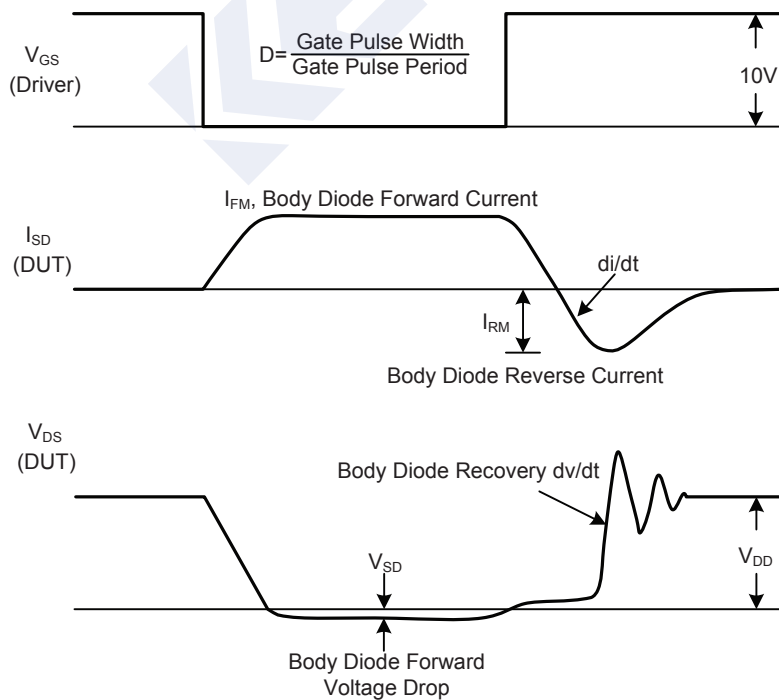 VGS
(Driver)
D= Gate Pulse Width
Gate Pulse Period
10V
IFM, Body Diode Forward Current
ISD
(DUT)
di/dt
IRM
Body Diode Reverse Current
VDS
(DUT)
Body Diode Recovery dv/dt
VSD
VDD
Body Diode Forward
Voltage Drop